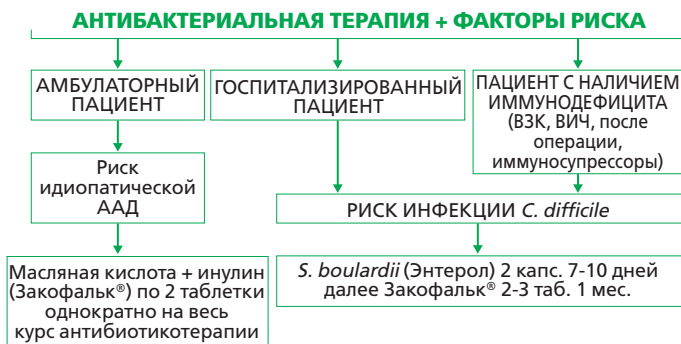 АНТИБАКТЕРИАЛЬНАЯ ТЕРАПИЯ + ФАКТОРЫ РИСКА
АМБУЛАТОРНЫЙ
ПАЦИЕНТ
ГОСПИТАЛИЗИРОВАННЫЙ
ПАЦИЕНТ
ПАЦИЕНТ С НАЛИЧИЕМ
ИММУНОДЕФИЦИТА
(ВЗК, ВИЧ, после
операции,
иммуносупрессоры)
Риск
идиопатической
ААД
РИСК ИНФЕКЦИИ C. difficile
Масляная кислота + инулин
(Закофальк®) по 2 таблетки
однократно на весь
курс антибиотикотерапии
S. boulardii (Энтерол) 2 капс. 7-10 дней
далее Закофальк® 2-3 таб. 1 мес.